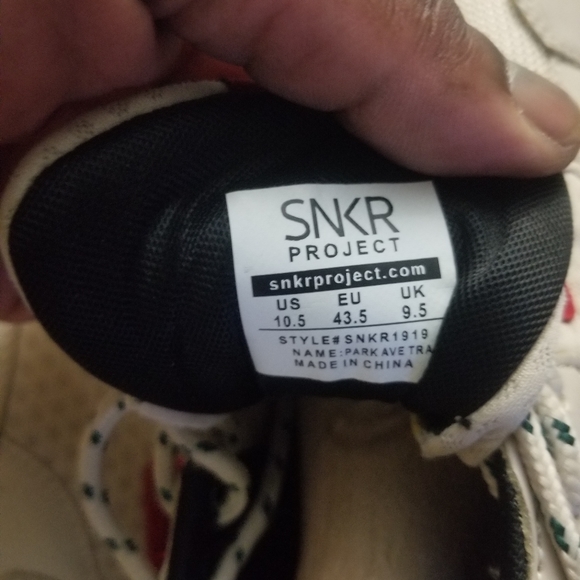 SNKR
PROJECT
snkrproject.com
US EU UK
10.5 43.5 9.5
STYLE# SNKR1919
NAME: PARK AVE TRA
MADE IN CHINA